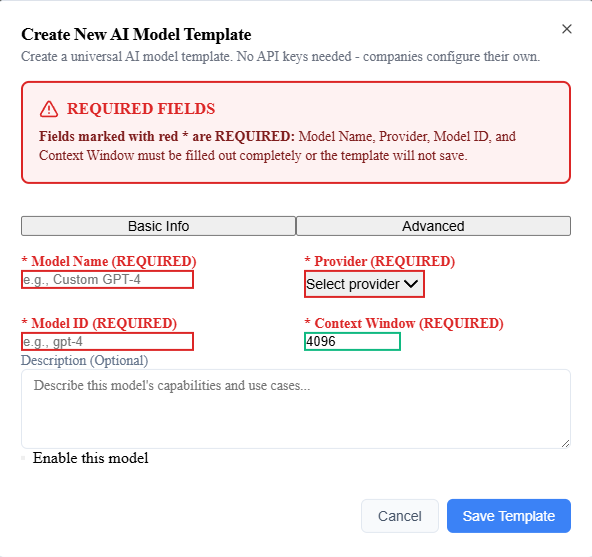 Create New AI Model Template
Create a universal AI model template. No API keys needed - companies configure their own.
REQUIRED FIELDS
Fields marked with red * are REQUIRED: Model Name, Provider, Model ID, and
Context Window must be filled out completely or the template will not save.
Basic Info
Advanced
* Model Name (REQUIRED)
e.g., Custom GPT-4
* Provider (REQUIRED)
Select provider
* Model ID (REQUIRED)
e.g., gpt-4
* Context Window (REQUIRED)
4096
Description (Optional)
Describe this model's capabilities and use cases...
Enable this model
Cancel
Save Template